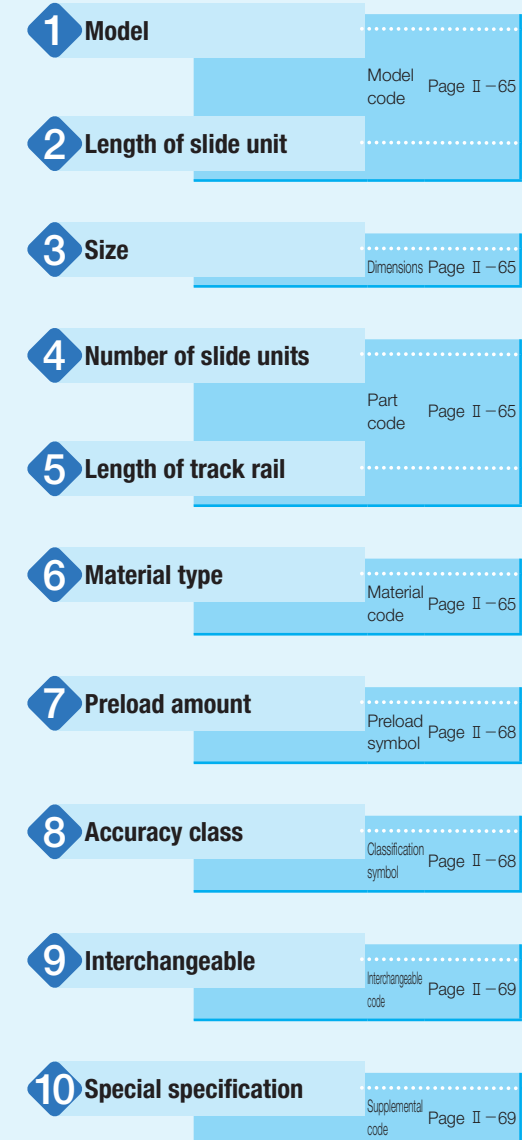 1 Model
Model
code
Page Ⅱ－65
2 Length of slide unit
3 Size
Dimensions Page Ⅱ－65
4 Number of slide units
Part
code
Page Ⅱ－65
5 Length of track rail
6 Material type
Material
code
Page Ⅱ－65
7 Preload amount
Preload
symbol
Page Ⅱ－68
8 Accuracy class
Classification
symbol
Page Ⅱ－68
9 Interchangeable
Interchangeable
code
Page Ⅱ－69
10 Special specification
Supplemental
code
Page Ⅱ－69